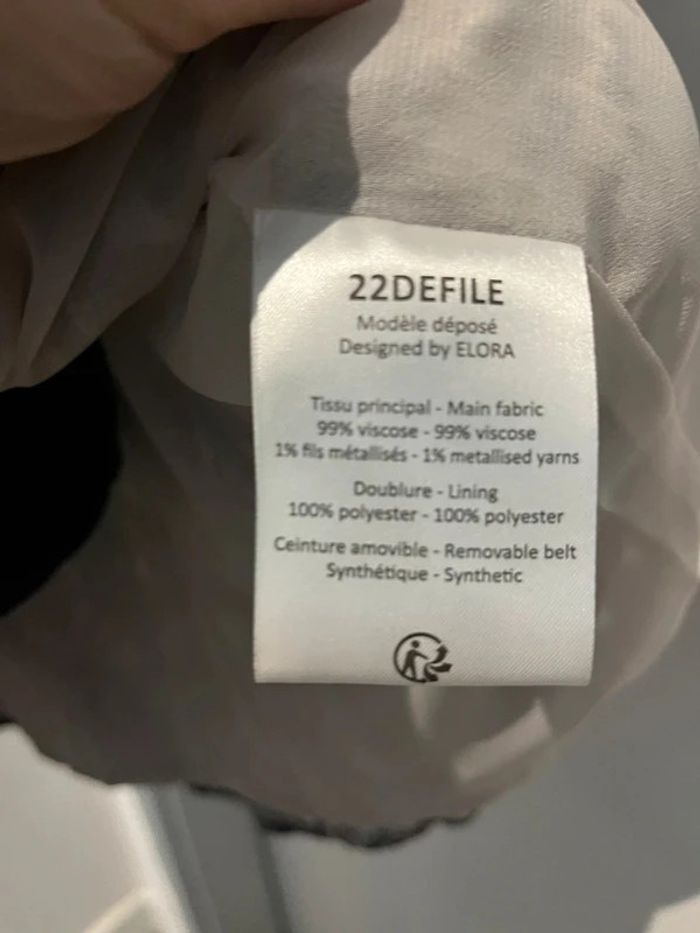 22DEFILE
Modèle déposé
Designed by ELORA
Tissu principal - Main fabric
99% viscose - 99% viscose
1% fils métallisés - 1% metallised yarns
Doublure - Lining
100% polyester - 100% polyester
Ceinture amovible - Removable belt
Synthétique - Synthetic